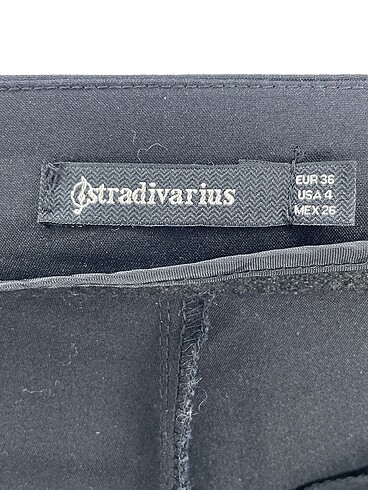 stradivarius
EUR 36
USA 4
MEX 26